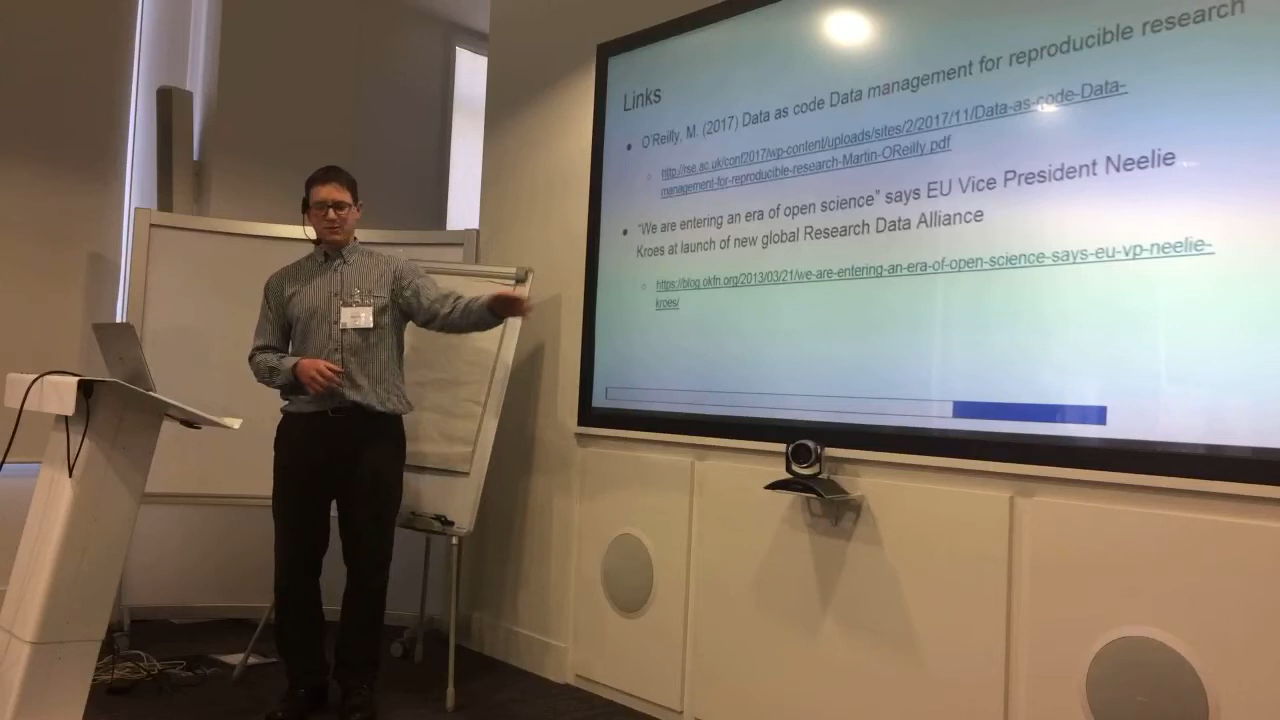 Links
• O'Reilly, M. (2017) Data as code Data management for reproducible research
○ http://rse.ac.uk/conf2017/wp-content/uploads/sites/2/2017/11/Data-as-code-Data-
management-for-reproducible-research-Martin-OReilly.pdf
• "We are entering an era of open science" says EU Vice President Neelie
Kroes at launch of new global Research Data Alliance
○ https://blog.okfn.org/2013/03/21/we-are-entering-an-era-of-open-science-says-eu-vp-neelie-
kroes/